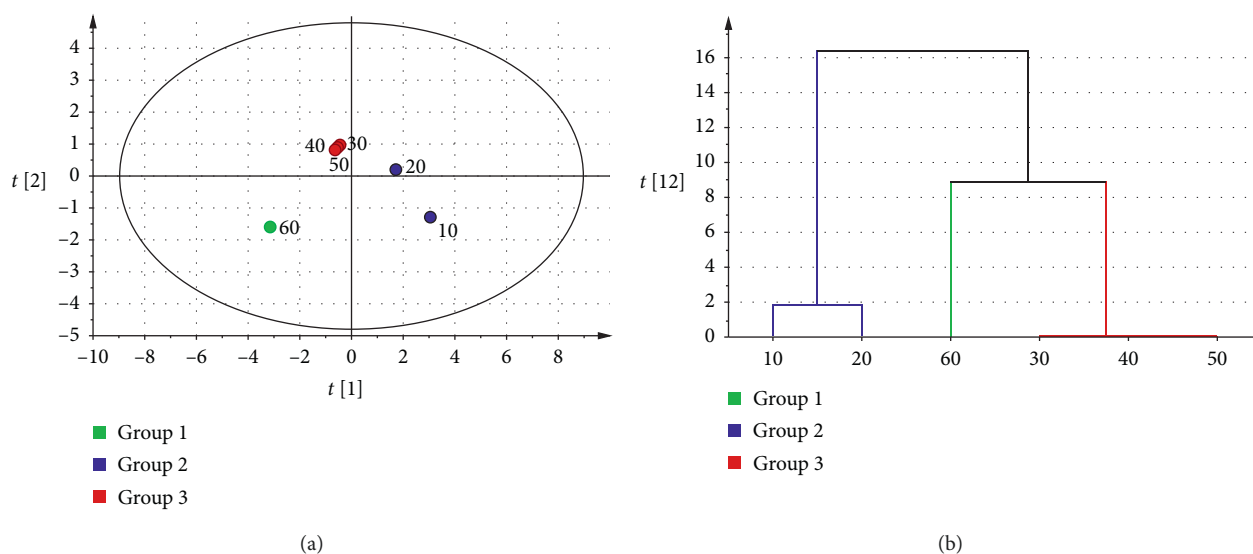 4
3
2
1
0
–1
–2
–3
–4
–5
t [2]
40
30
50
20
10
60
–10 –8 –6 –4 –2 0 2 4 6 8
t [1]
Group 1
Group 2
Group 3
(a)
16
14
12
10
8
6
4
2
0
t [12]
10 20 60 30 40 50
Group 1
Group 2
Group 3
(b)